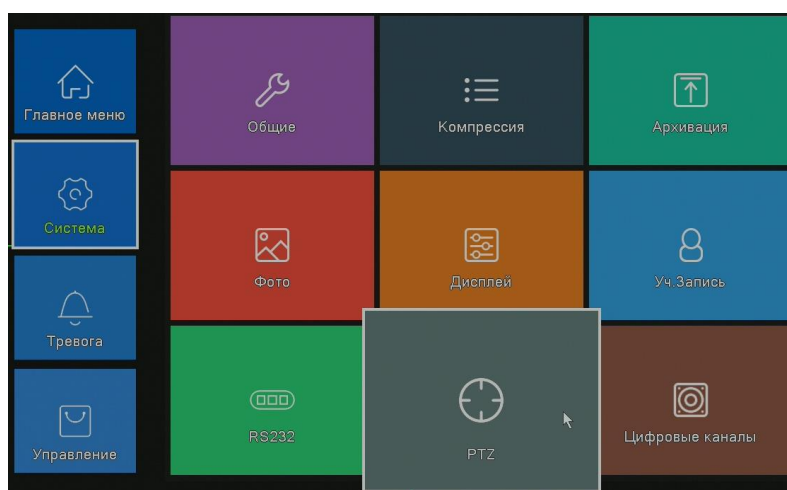 Главное меню
Система
Тревога
Управление
Общие
Компрессия
Архивация
Фото
Дисплей
Уч.Запись
RS232
PTZ
Цифровые каналы